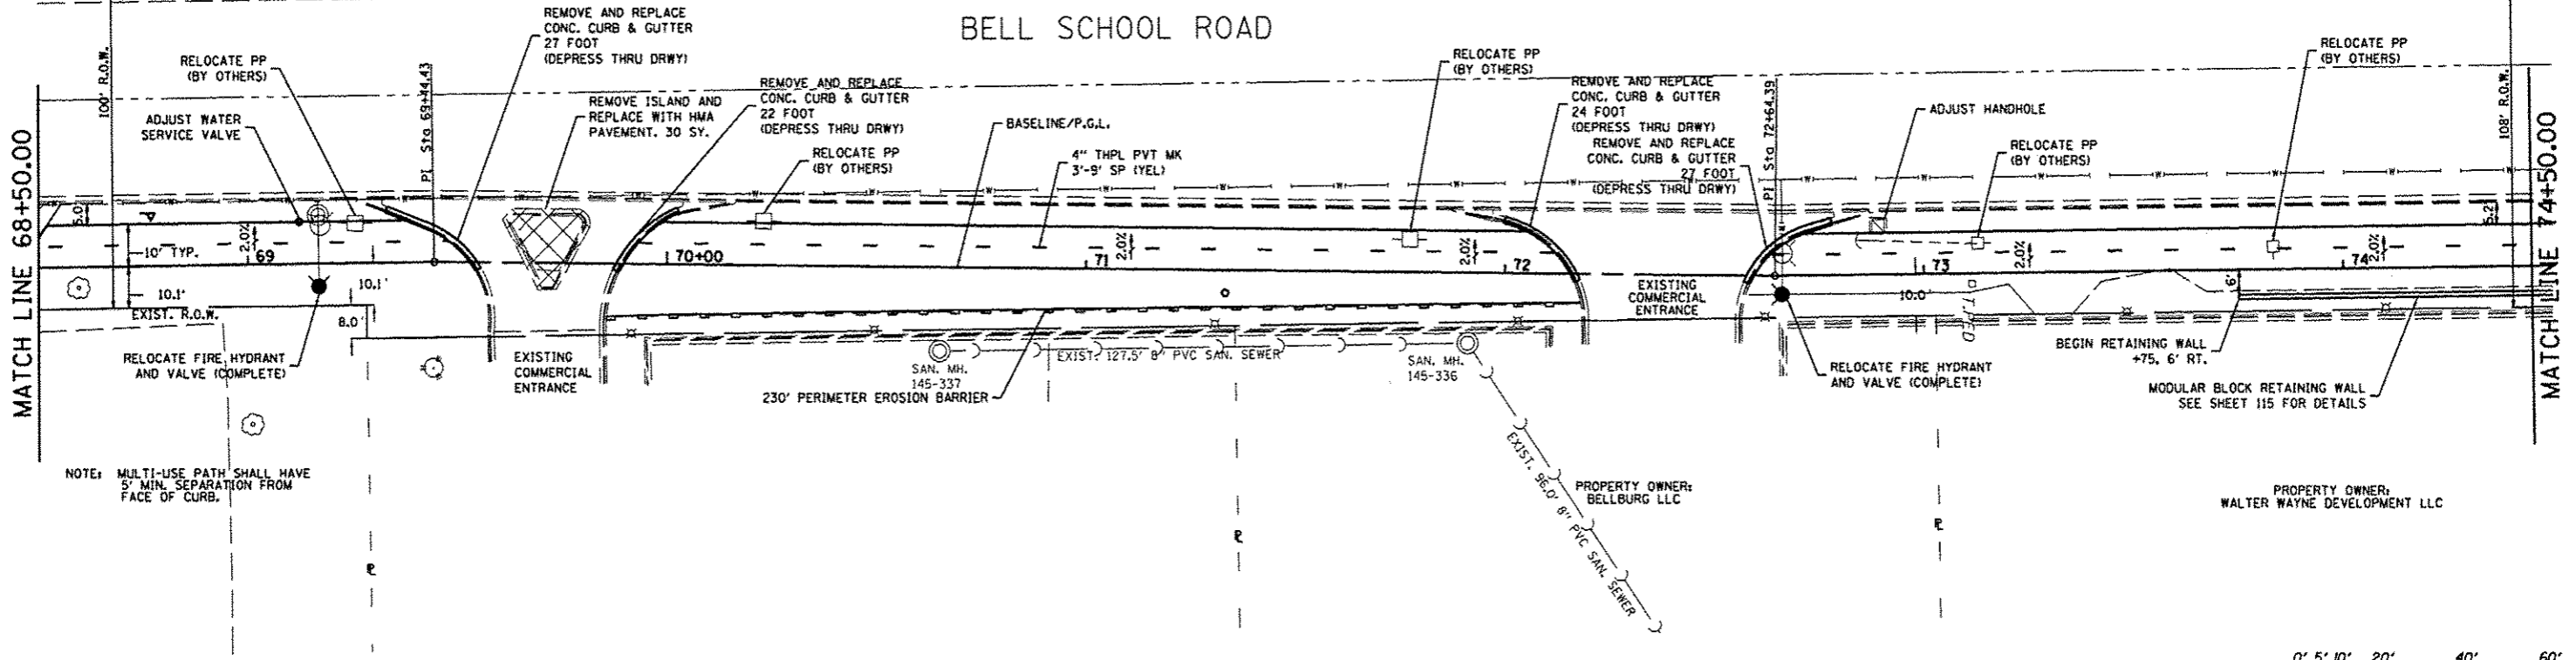 BELL SCHOOL ROAD
MATCH LINE 68+50.00
100' R.O.W.
RELOCATE PP
(BY OTHERS)
ADJUST WATER
SERVICE VALVE
PI Sta 69+44.43
REMOVE AND REPLACE
CONC. CURB & GUTTER
27 FOOT
(DEPRESS THRU DRWY)
REMOVE ISLAND AND
REPLACE WITH HMA
PAVEMENT. 30 SY.
REMOVE AND REPLACE
CONC. CURB & GUTTER
22 FOOT
(DEPRESS THRU DRWY)
RELOCATE PP
(BY OTHERS)
BASELINE/P.G.L.
4" THPL PVT MK
3'-9' SP (YEL)
RELOCATE PP
(BY OTHERS)
REMOVE AND REPLACE
CONC. CURB & GUTTER
24 FOOT
(DEPRESS THRU DRWY)
REMOVE AND REPLACE
CONC. CURB & GUTTER
27 FOOT
(DEPRESS THRU DRWY)
PI Sta 72+64.39
ADJUST HANDHOLE
RELOCATE PP
(BY OTHERS)
RELOCATE PP
(BY OTHERS)
108' R.O.W.
MATCH LINE 74+50.00
5.0'
10' TYP.
2.0%
69
70+00
71
2.0%
2.0%
72
73
2.0%
74
2.0%
5.2'
10.1'
10.1'
8.0'
EXIST. R.O.W.
10.0'
6'
T.PED
RELOCATE FIRE HYDRANT
AND VALVE (COMPLETE)
EXISTING
COMMERCIAL
ENTRANCE
SAN. MH.
145-337
EXIST. 127.5' 8" PVC SAN. SEWER
SAN. MH.
145-336
230' PERIMETER EROSION BARRIER
EXISTING
COMMERCIAL
ENTRANCE
RELOCATE FIRE HYDRANT
AND VALVE (COMPLETE)
BEGIN RETAINING WALL
+75, 6' RT.
MODULAR BLOCK RETAINING WALL
SEE SHEET 115 FOR DETAILS
NOTE: MULTI-USE PATH SHALL HAVE
5' MIN. SEPARATION FROM
FACE OF CURB.
EXIST. 96.0' 8" PVC SAN. SEWER
PROPERTY OWNER:
BELLBURG LLC
PROPERTY OWNER:
WALTER WAYNE DEVELOPMENT LLC
0' 5' 10' 20' 40' 60'